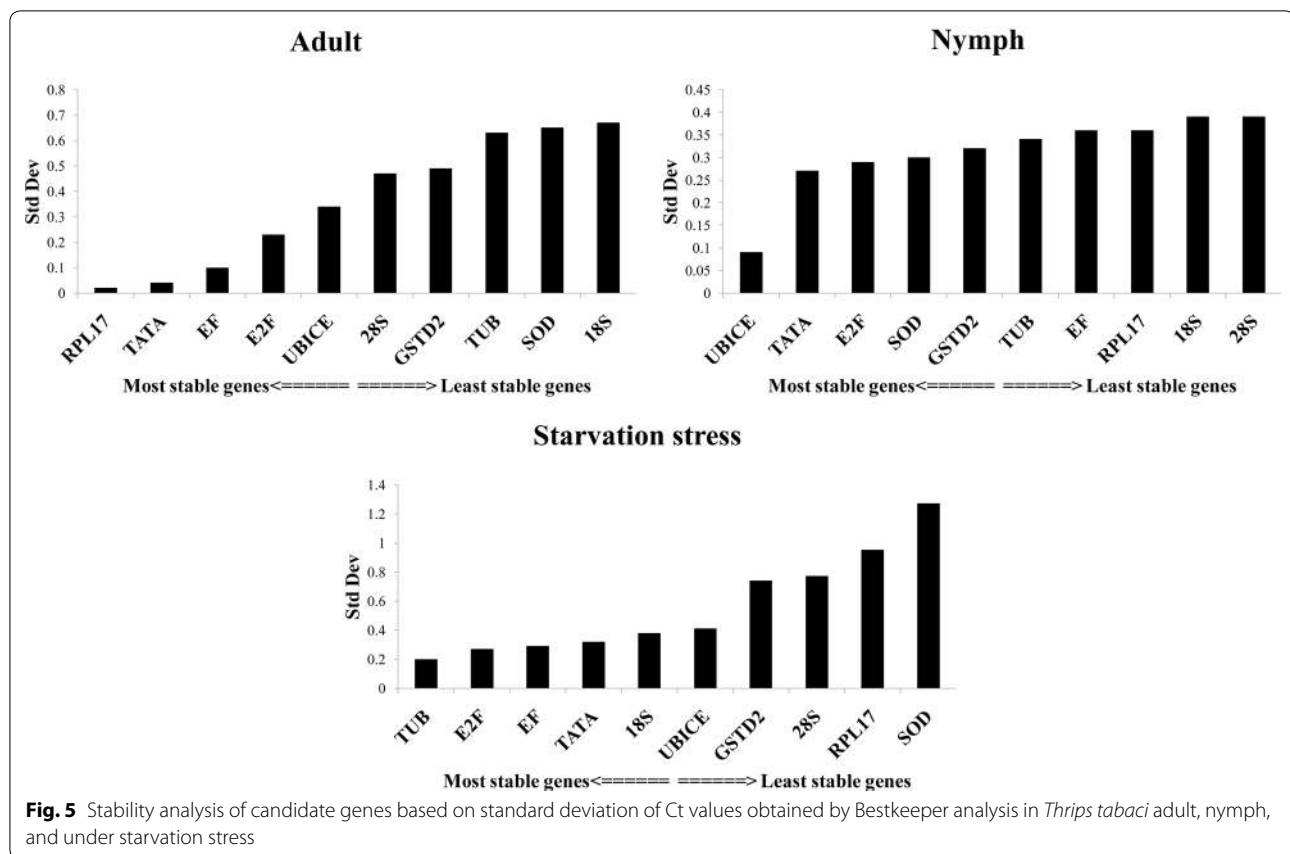 Adult
Std Dev
0.8
0.7
0.6
0.5
0.4
0.3
0.2
0.1
0
RPL17 TATA EF E2F UBICE 28S GSTD2 TUB SOD 18S
Most stable genes<====== ======> Least stable genes
Nymph
Std Dev
0.45
0.4
0.35
0.3
0.25
0.2
0.15
0.1
0.05
0
UBICE TATA E2F SOD GSTD2 TUB EF RPL17 18S 28S
Most stable genes<====== ======> Least stable genes
Starvation stress
Std Dev
1.4
1.2
1
0.8
0.6
0.4
0.2
0
TUB E2F EF TATA 18S UBICE GSTD2 28S RPL17 SOD
Most stable genes<====== ======> Least stable genes
Fig. 5 Stability analysis of candidate genes based on standard deviation of Ct values obtained by Bestkeeper analysis in Thrips tabaci adult, nymph,
and under starvation stress